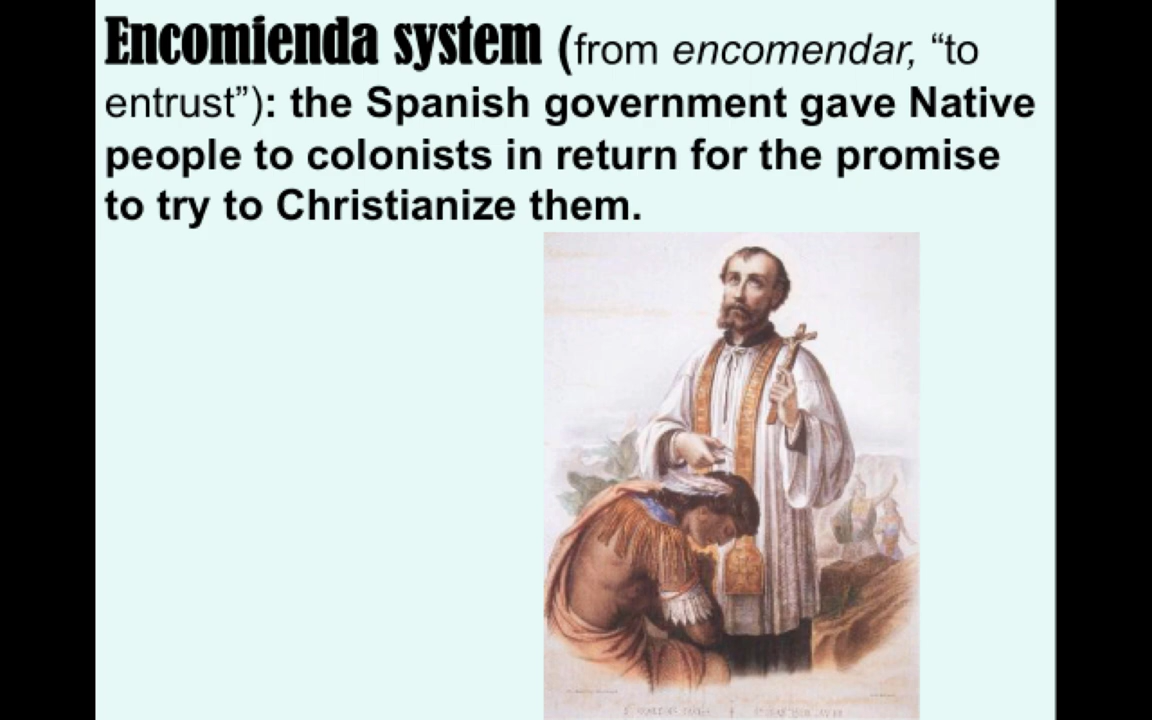 Encomienda system (from encomendar, “to
entrust”): the Spanish government gave Native
people to colonists in return for the promise
to try to Christianize them.